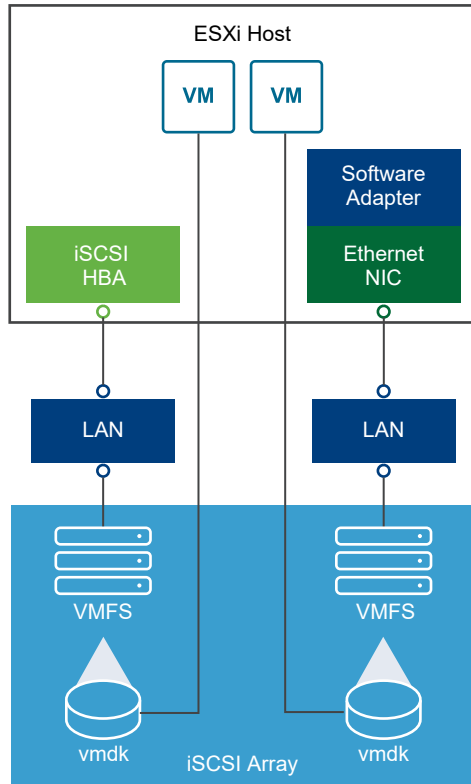 ESXi Host
VM
VM
Software
Adapter
iSCSI
HBA
Ethernet
NIC
LAN
LAN
VMFS
VMFS
vmdk
vmdk
iSCSI Array